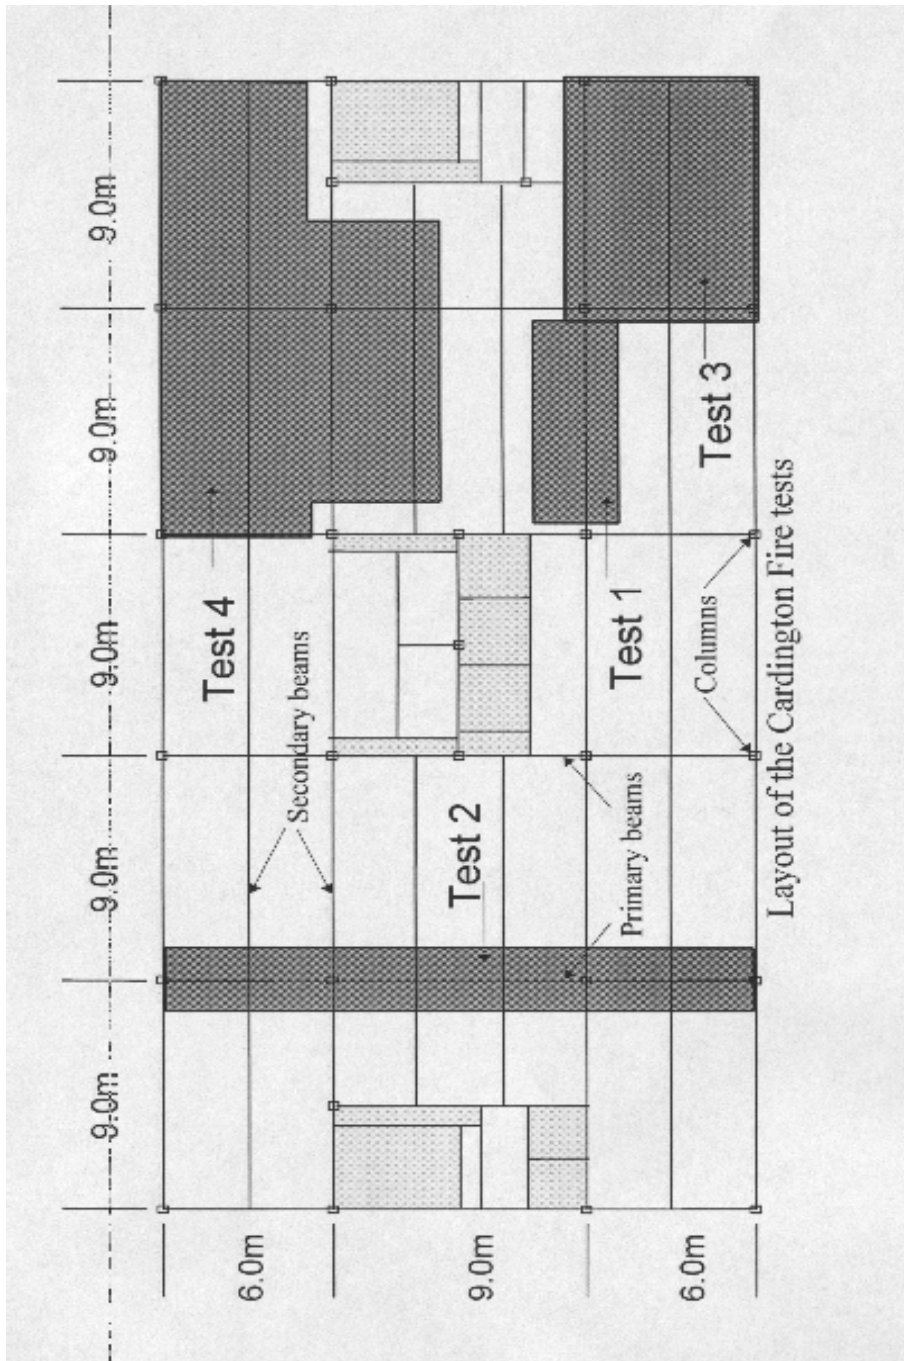 9.0m 9.0m 9.0m 9.0m 9.0m
Test 4
6.0m
Secondary beams
Test 2
9.0m
Test 1
Primary beams
6.0m
Columns
Test 3
Layout of the Cardington Fire tests